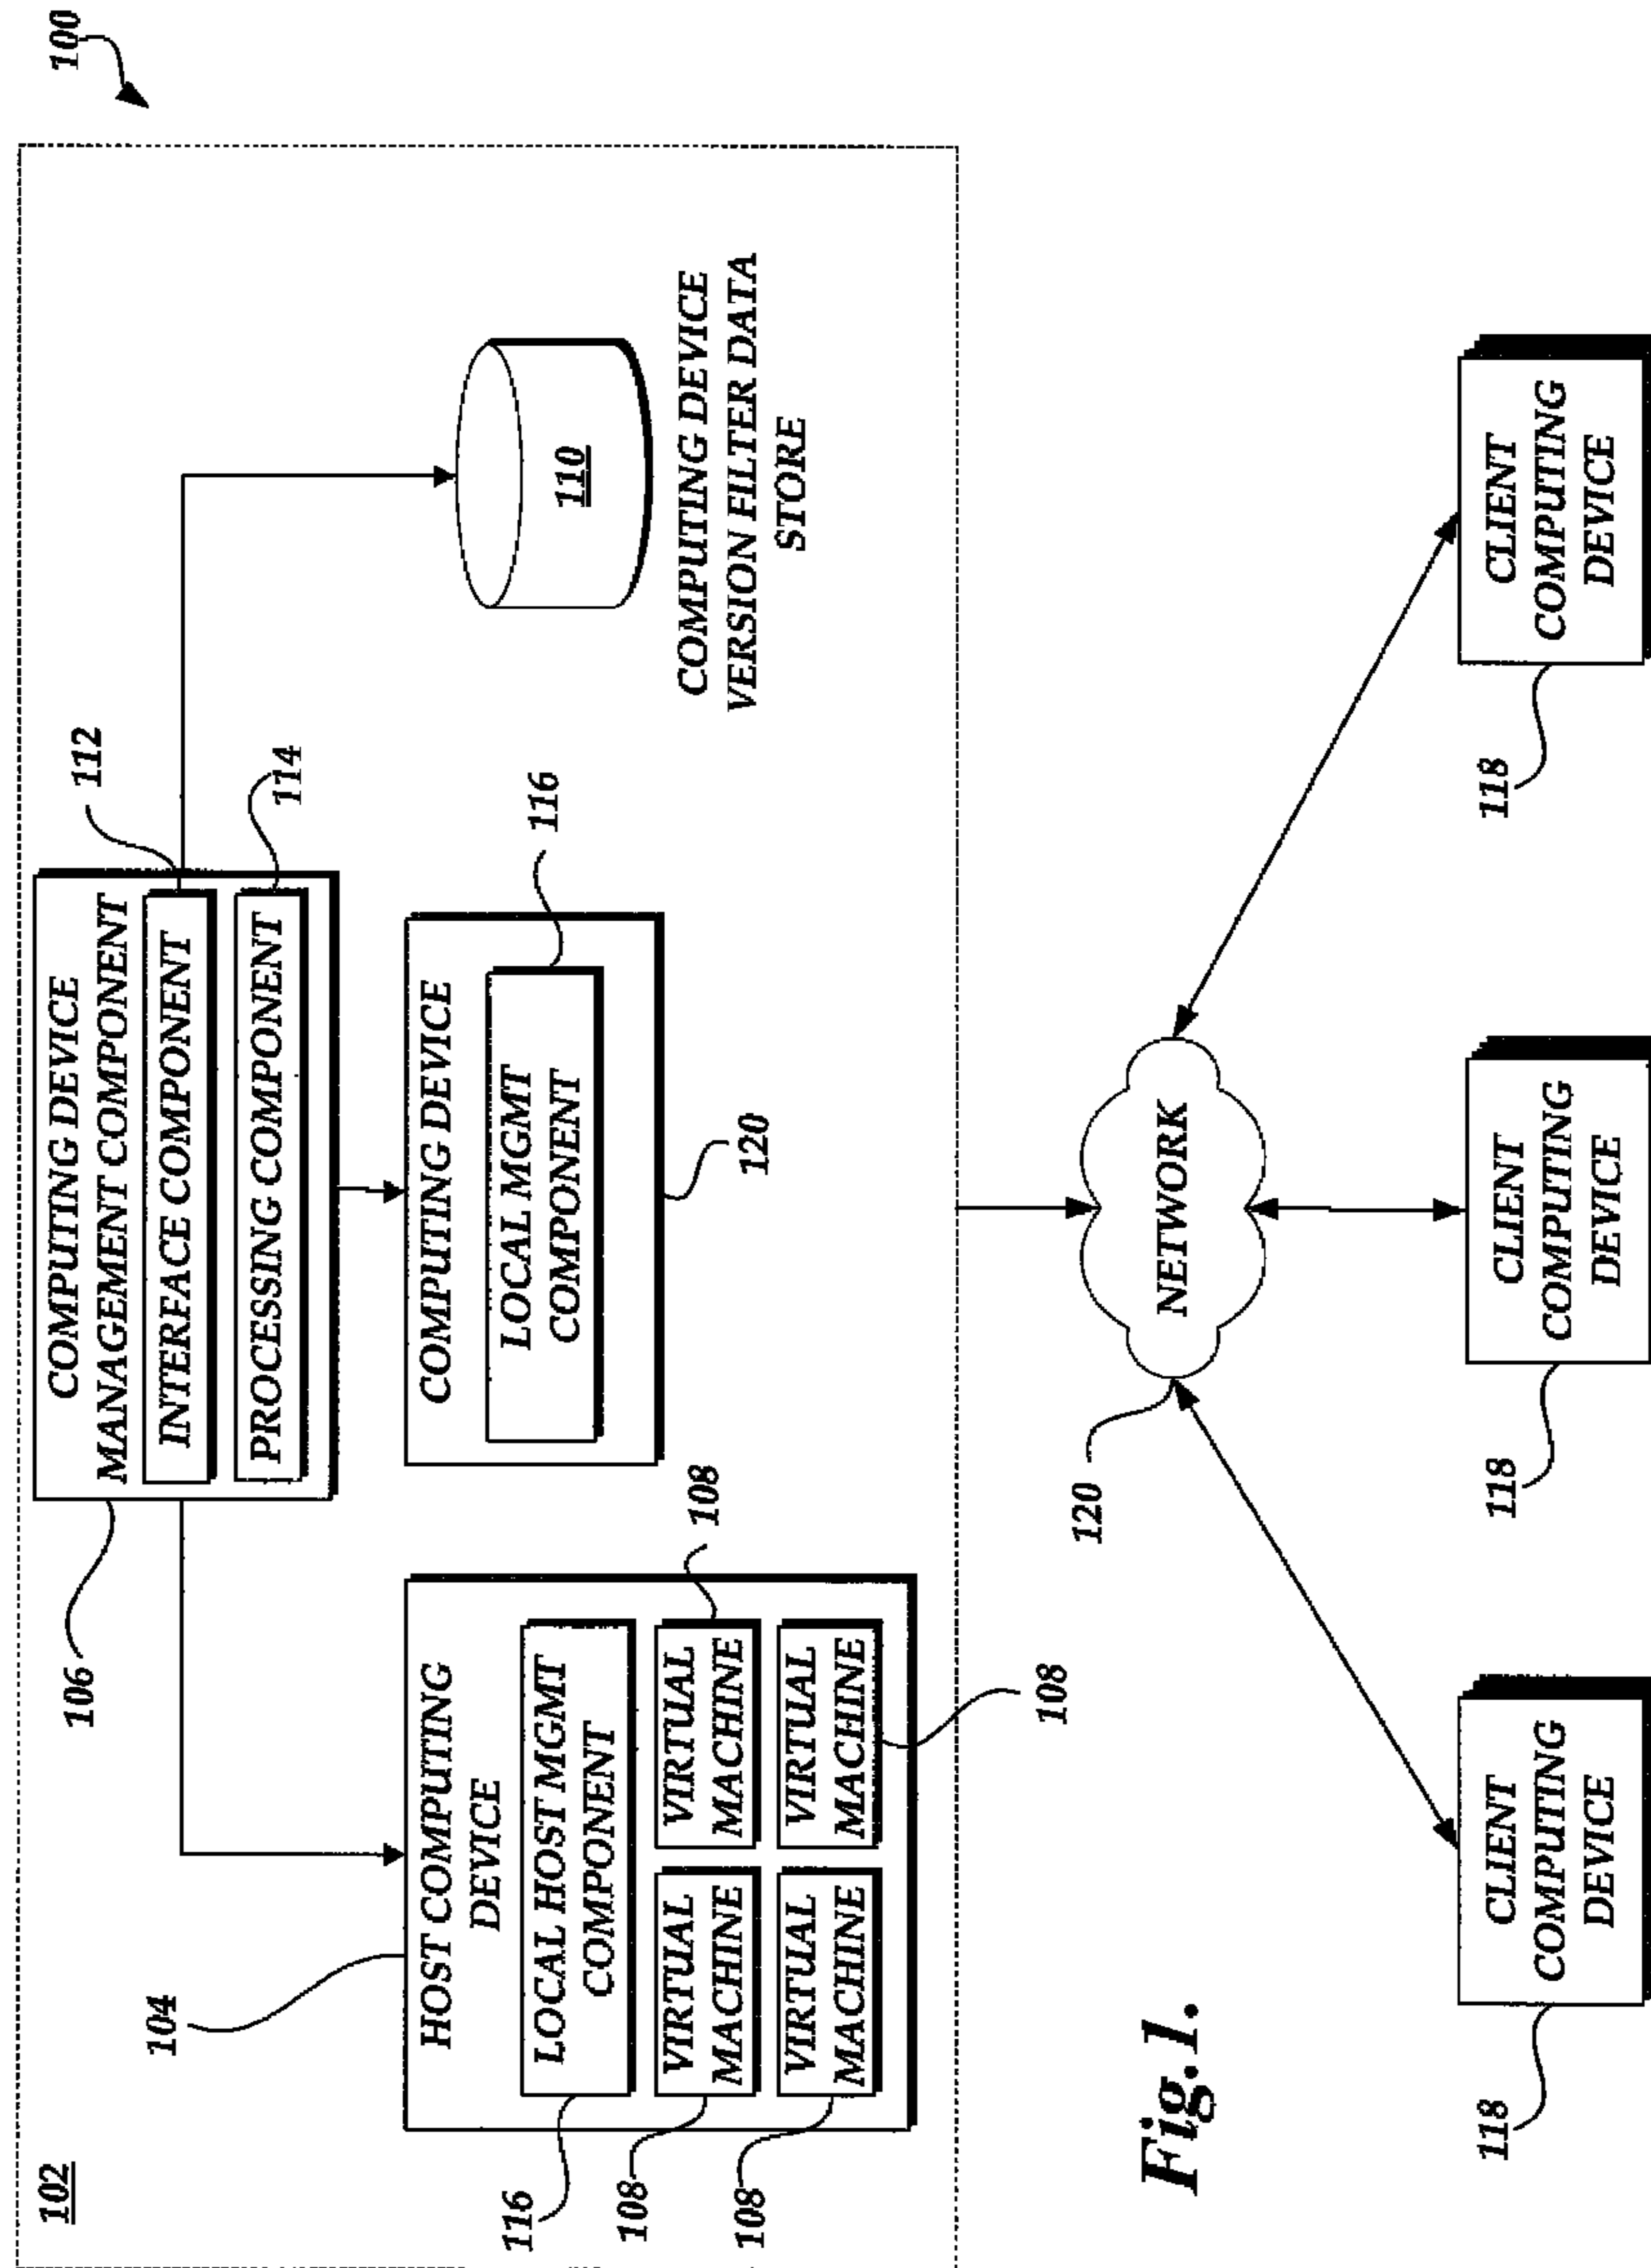 100
102
106
COMPUTING DEVICE
MANAGEMENT COMPONENT
INTERFACE COMPONENT
PROCESSING COMPONENT
112
114
104
HOST COMPUTING
DEVICE
LOCAL HOST MGMT
COMPONENT
116
VIRTUAL
MACHINE
108
VIRTUAL
MACHINE
108
VIRTUAL
MACHINE
108
VIRTUAL
MACHINE
108
COMPUTING DEVICE
LOCAL MGMT
COMPONENT
116
120
110
COMPUTING DEVICE
VERSION FILTER DATA
STORE
NETWORK
120
Fig.1.
CLIENT
COMPUTING
DEVICE
118
CLIENT
COMPUTING
DEVICE
118
CLIENT
COMPUTING
DEVICE
118